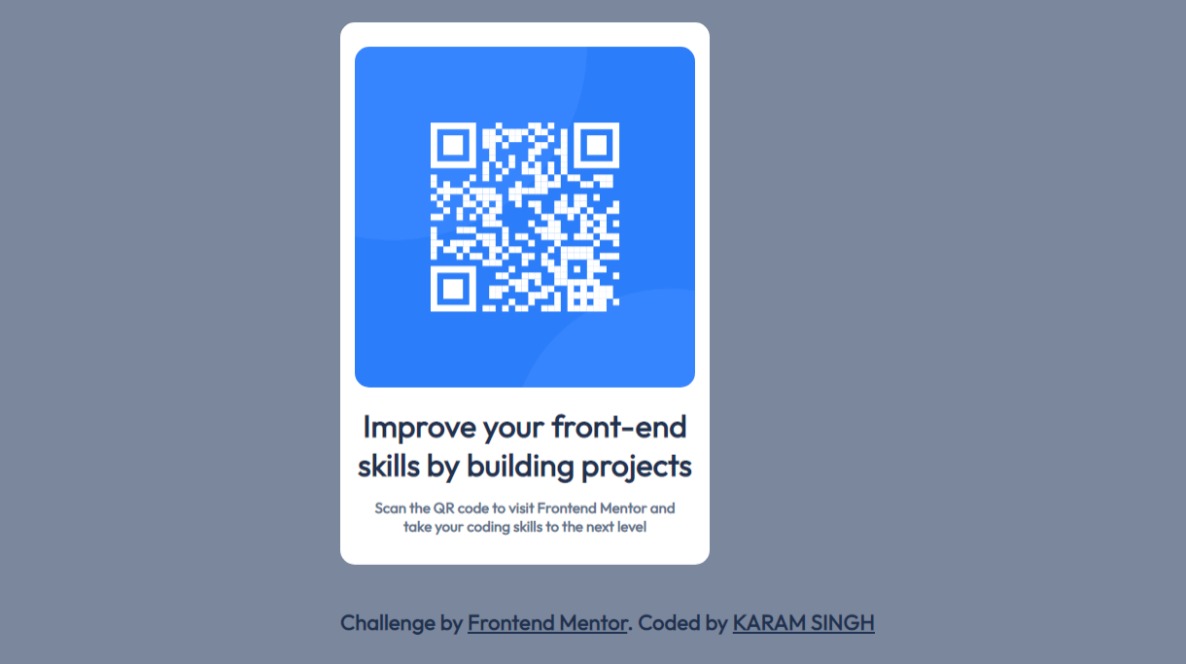 Improve your front-end
skills by building projects
Scan the QR code to visit Frontend Mentor and
take your coding skills to the next level
Challenge by Frontend Mentor. Coded by KARAM SINGH